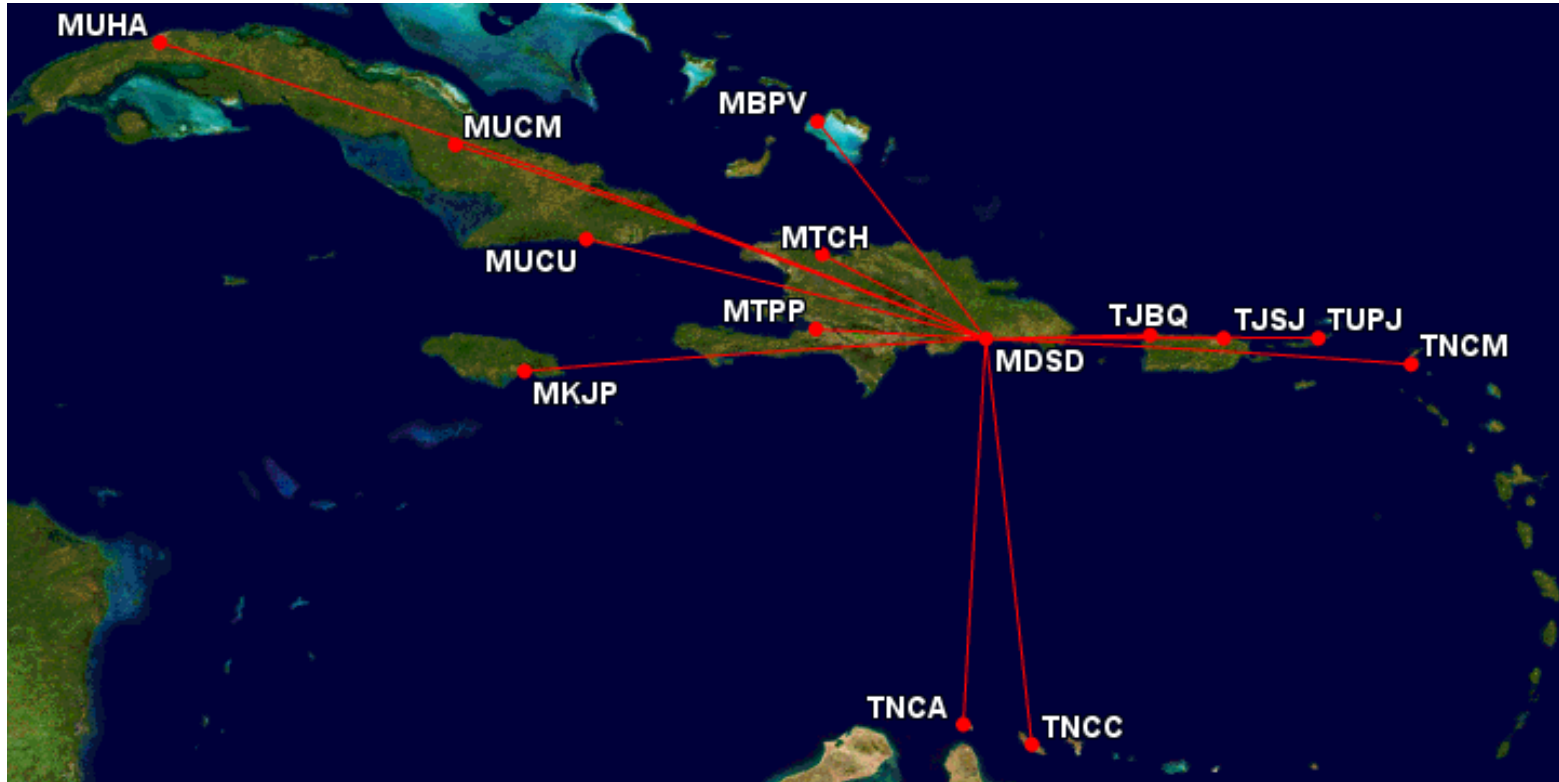 MUHA
MBPV
MUCM
MTCH
MUCU
MTPP
TJBQ
TJSJ
TUPJ
TNCM
MDSD
MKJP
TNCA
TNCC